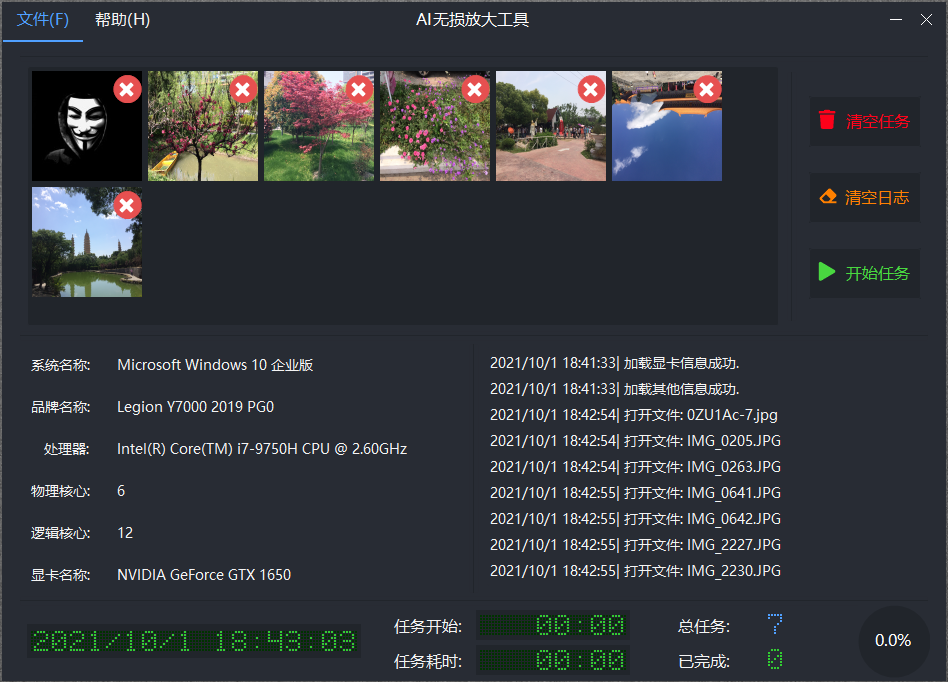 文件(F) 帮助(H) AI无损放大工具
清空任务
清空日志
开始任务
系统名称: Microsoft Windows 10 企业版
品牌名称: Legion Y7000 2019 PG0
处理器: Intel(R) Core(TM) i7-9750H CPU @ 2.60GHz
物理核心: 6
逻辑核心: 12
显卡名称: NVIDIA GeForce GTX 1650
2021/10/1 18:41:33| 加载显卡信息成功.
2021/10/1 18:41:33| 加载其他信息成功.
2021/10/1 18:42:54| 打开文件: 0ZU1Ac-7.jpg
2021/10/1 18:42:54| 打开文件: IMG_0205.JPG
2021/10/1 18:42:54| 打开文件: IMG_0263.JPG
2021/10/1 18:42:55| 打开文件: IMG_0641.JPG
2021/10/1 18:42:55| 打开文件: IMG_0642.JPG
2021/10/1 18:42:55| 打开文件: IMG_2227.JPG
2021/10/1 18:42:55| 打开文件: IMG_2230.JPG
2021/10/1 18:43:03
任务开始: 00:00
任务耗时: 00:00
总任务: 7
已完成: 0
0.0%